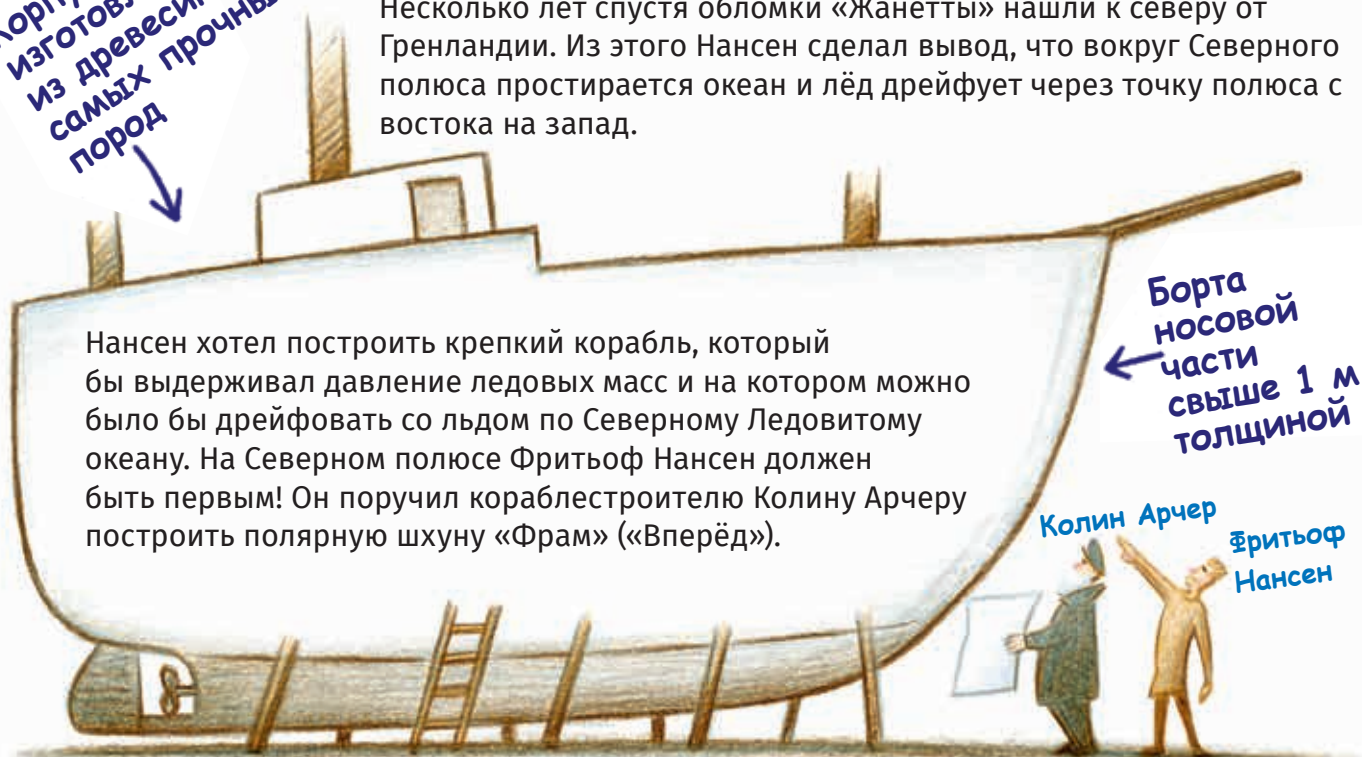 изготовл
из древесин
самых прочны
пород
Несколько лет спустя обломки «Жанетты» нашли к северу от
Гренландии. Из этого Нансен сделал вывод, что вокруг Северного
полюса простирается океан и лёд дрейфует через точку полюса с
востока на запад.
Борта
носовой
части
свыше 1 м
толщиной
Нансен хотел построить крепкий корабль, который
бы выдерживал давление ледовых масс и на котором можно
было бы дрейфовать со льдом по Северному Ледовитому
океану. На Северном полюсе Фритьоф Нансен должен
быть первым! Он поручил кораблестроителю Колину Арчеру
построить полярную шхуну «Фрам» («Вперёд»).
Колин Арчер
Фритьоф
Нансен